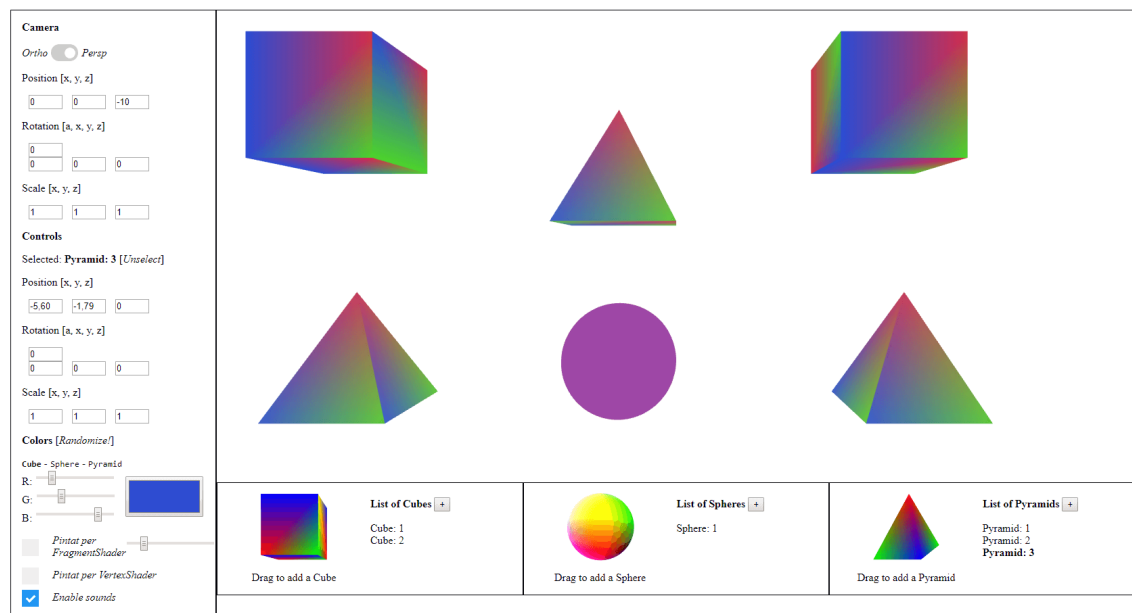 Camera
Ortho Persp
Position [x, y, z]
0 0 -10
Rotation [a, x, y, z]
0
0 0 0
Scale [x, y, z]
1 1 1
Controls
Selected: Pyramid: 3 [Unselect]
Position [x, y, z]
-5,60 -1,79 0
Rotation [a, x, y, z]
0
0 0 0
Scale [x, y, z]
1 1 1
Colors [Randomize!]
Cube - Sphere - Pyramid
R:
G:
B:
Pintat per
FragmentShader
Pintat per VertexShader
Enable sounds
List of Cubes +
Cube: 1
Cube: 2
Drag to add a Cube
List of Spheres +
Sphere: 1
Drag to add a Sphere
List of Pyramids +
Pyramid: 1
Pyramid: 2
Pyramid: 3
Drag to add a Pyramid